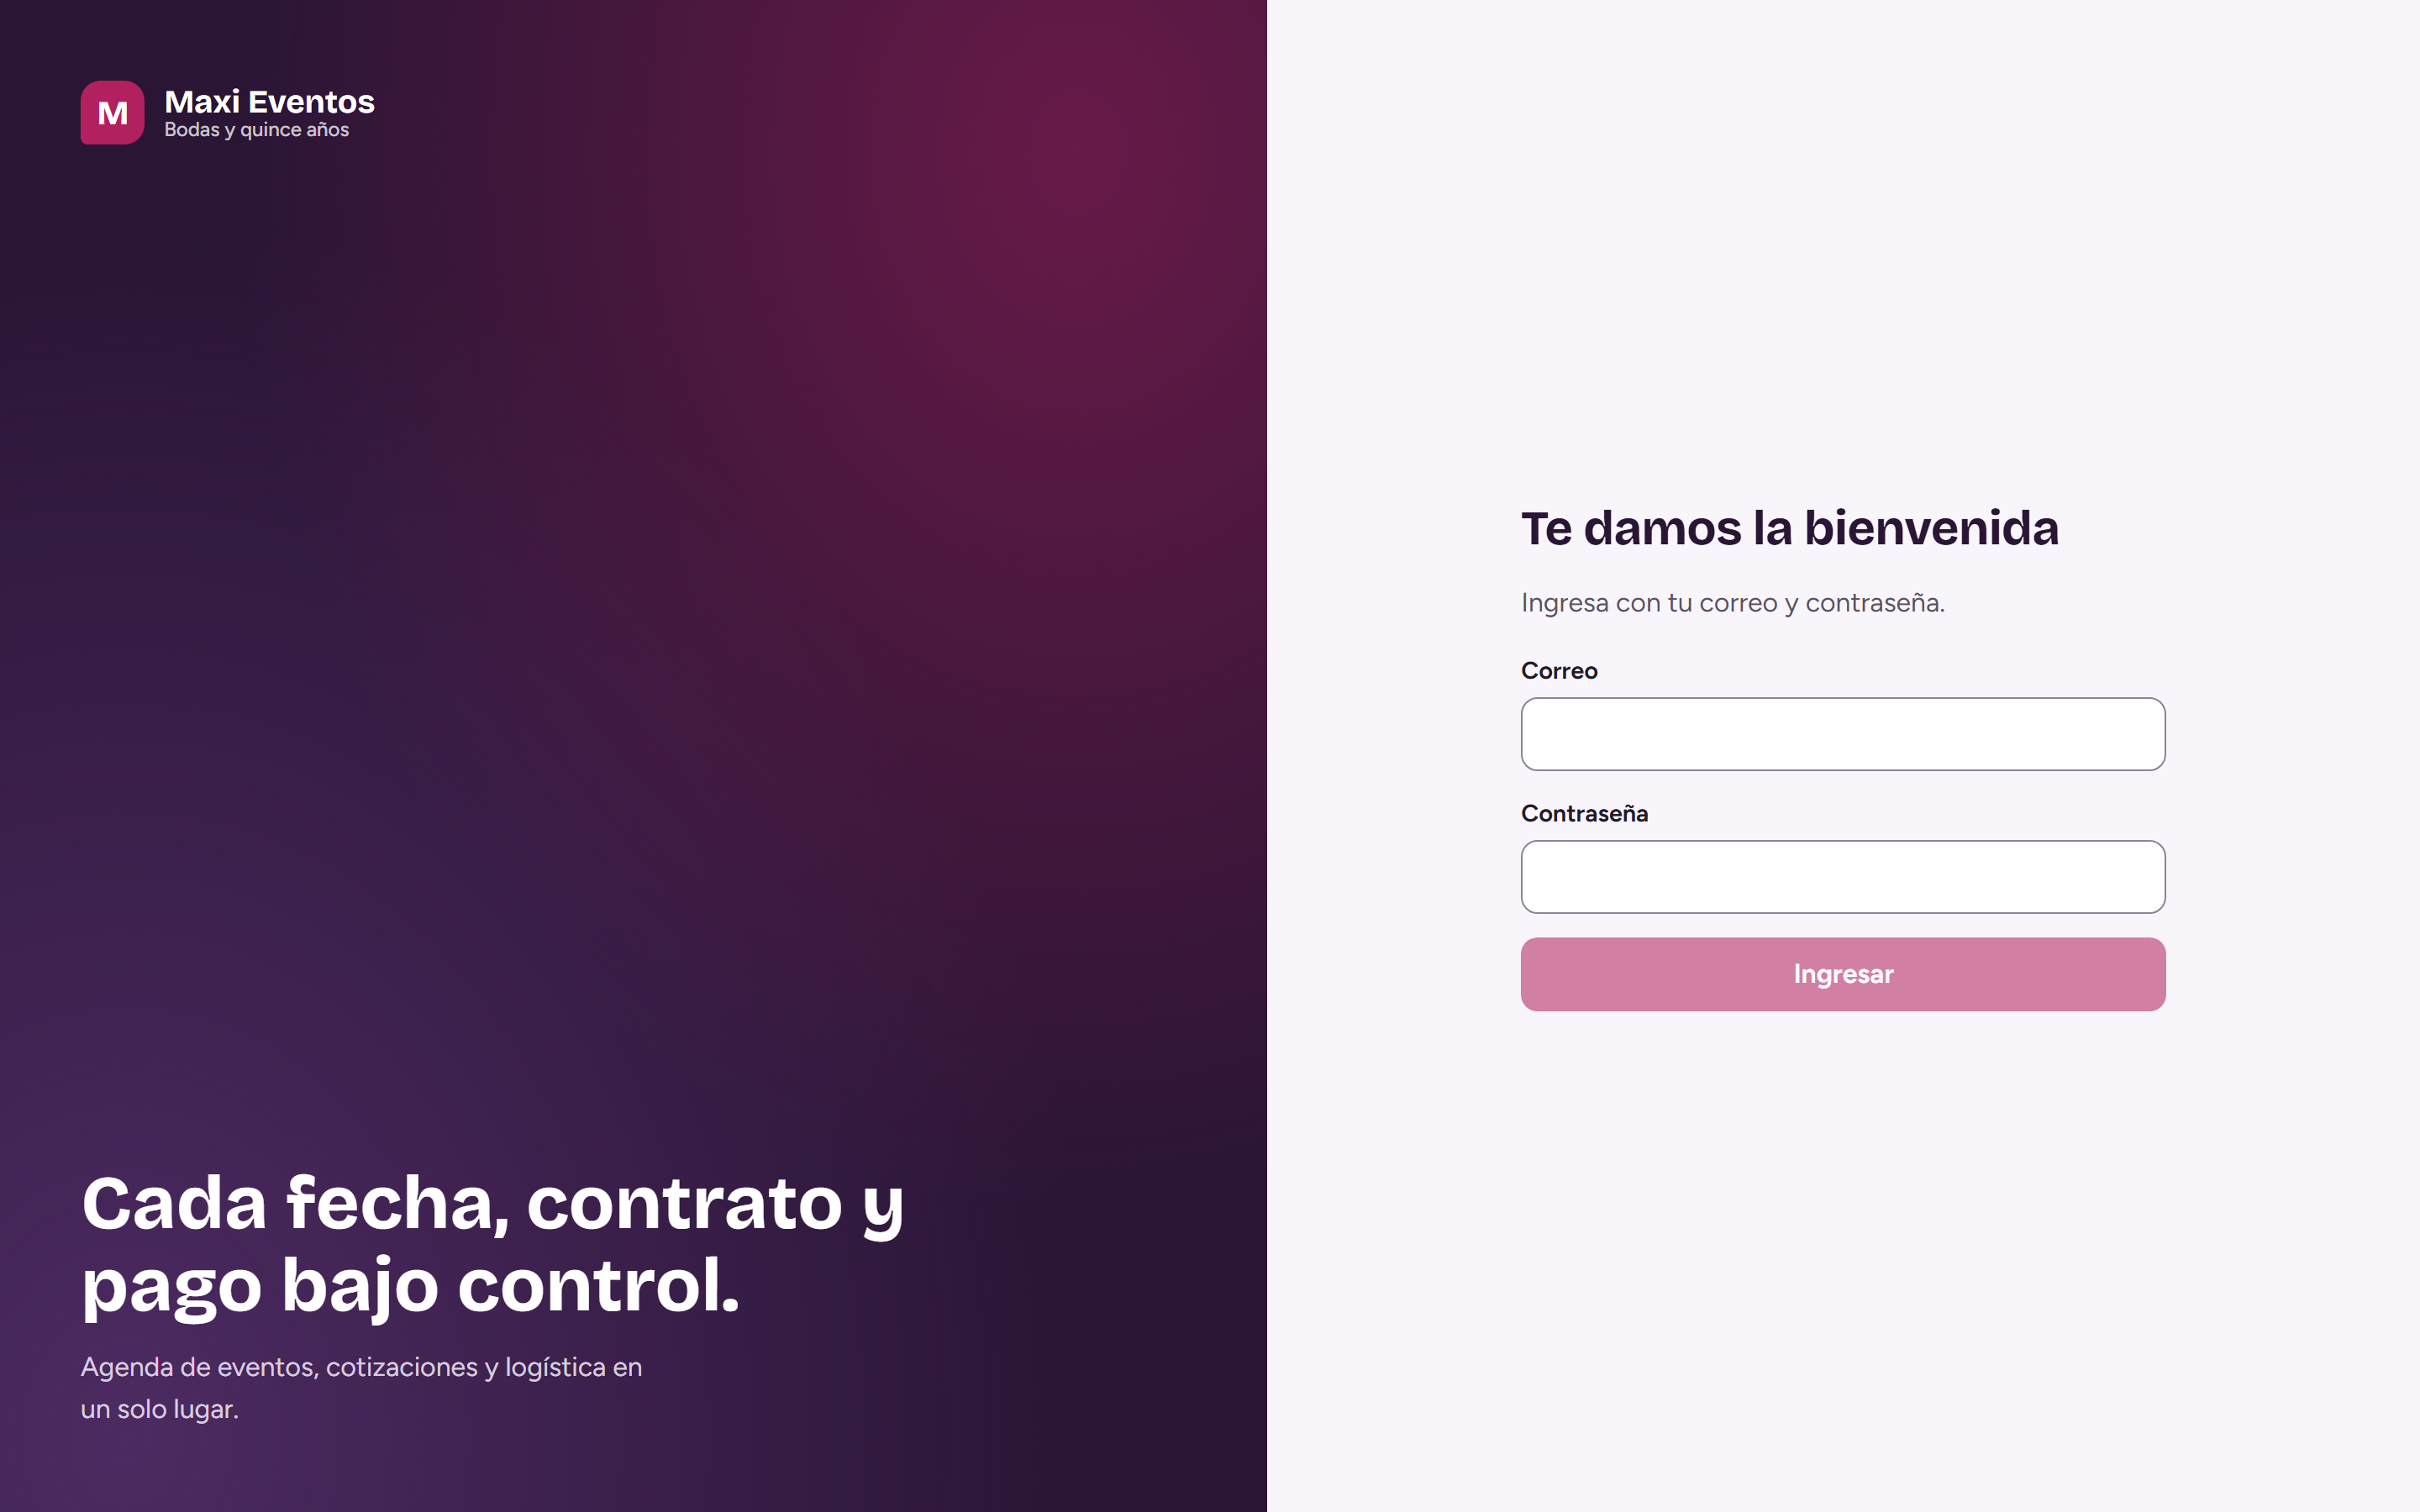 M
Maxi Eventos
Bodas y quince años
Cada fecha, contrato y
pago bajo control.
Agenda de eventos, cotizaciones y logística en
un solo lugar.
Te damos la bienvenida
Ingresa con tu correo y contraseña.
Correo
Contraseña
Ingresar